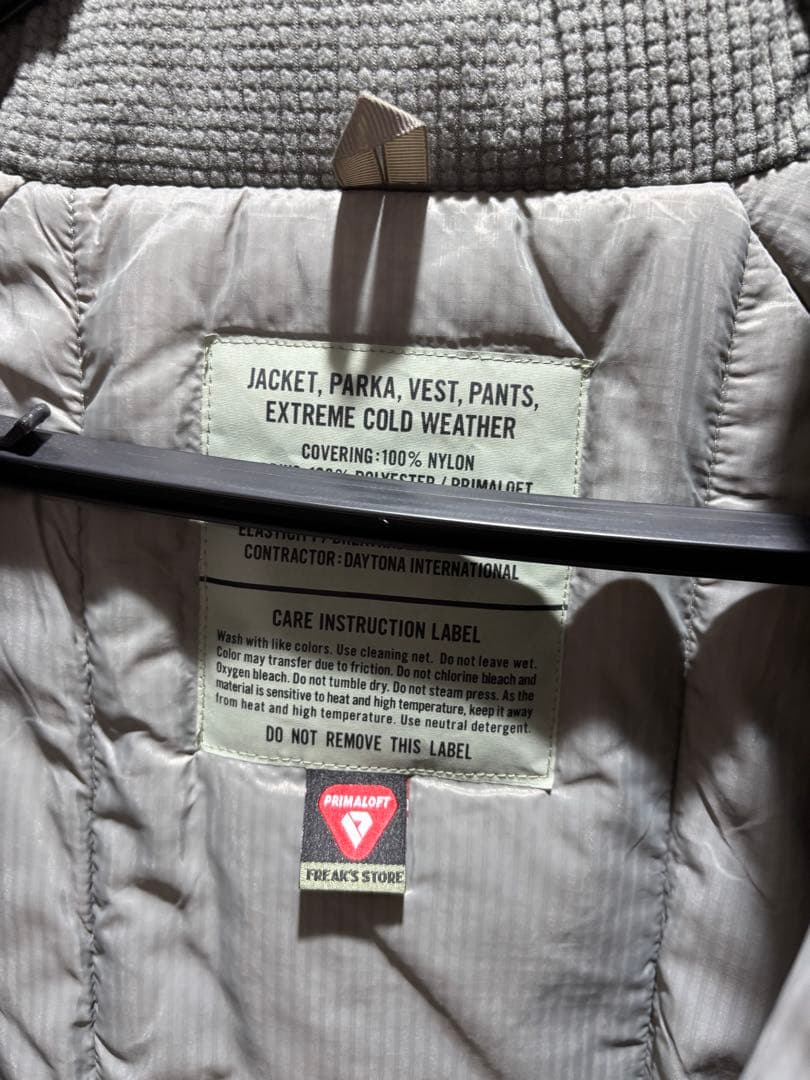 JACKET, PARKA, VEST, PANTS,
EXTREME COLD WEATHER
COVERING:100% NYLON
100% POLYESTER / PRIMALOFT
CONTRACTOR:DAYTONA INTERNATIONAL
CARE INSTRUCTION LABEL
Wash with like colors. Use cleaning net. Do not leave wet.
Color may transfer due to friction. Do not chlorine bleach and
Oxygen bleach. Do not tumble dry. Do not steam press. As the
material is sensitive to heat and high temperature, keep it away
from heat and high temperature. Use neutral detergent.
DO NOT REMOVE THIS LABEL
PRIMALOFT
FREAK'S STORE